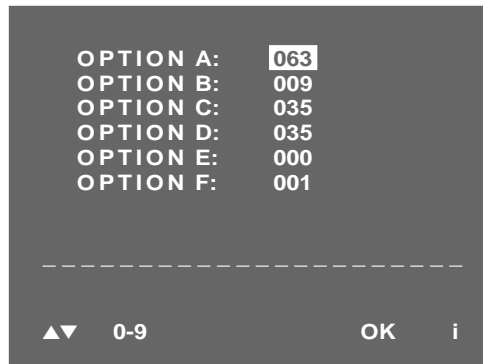 OPTION A: 063
OPTION B: 009
OPTION C: 035
OPTION D: 035
OPTION E: 000
OPTION F: 001
▲▼ 0-9 OK i